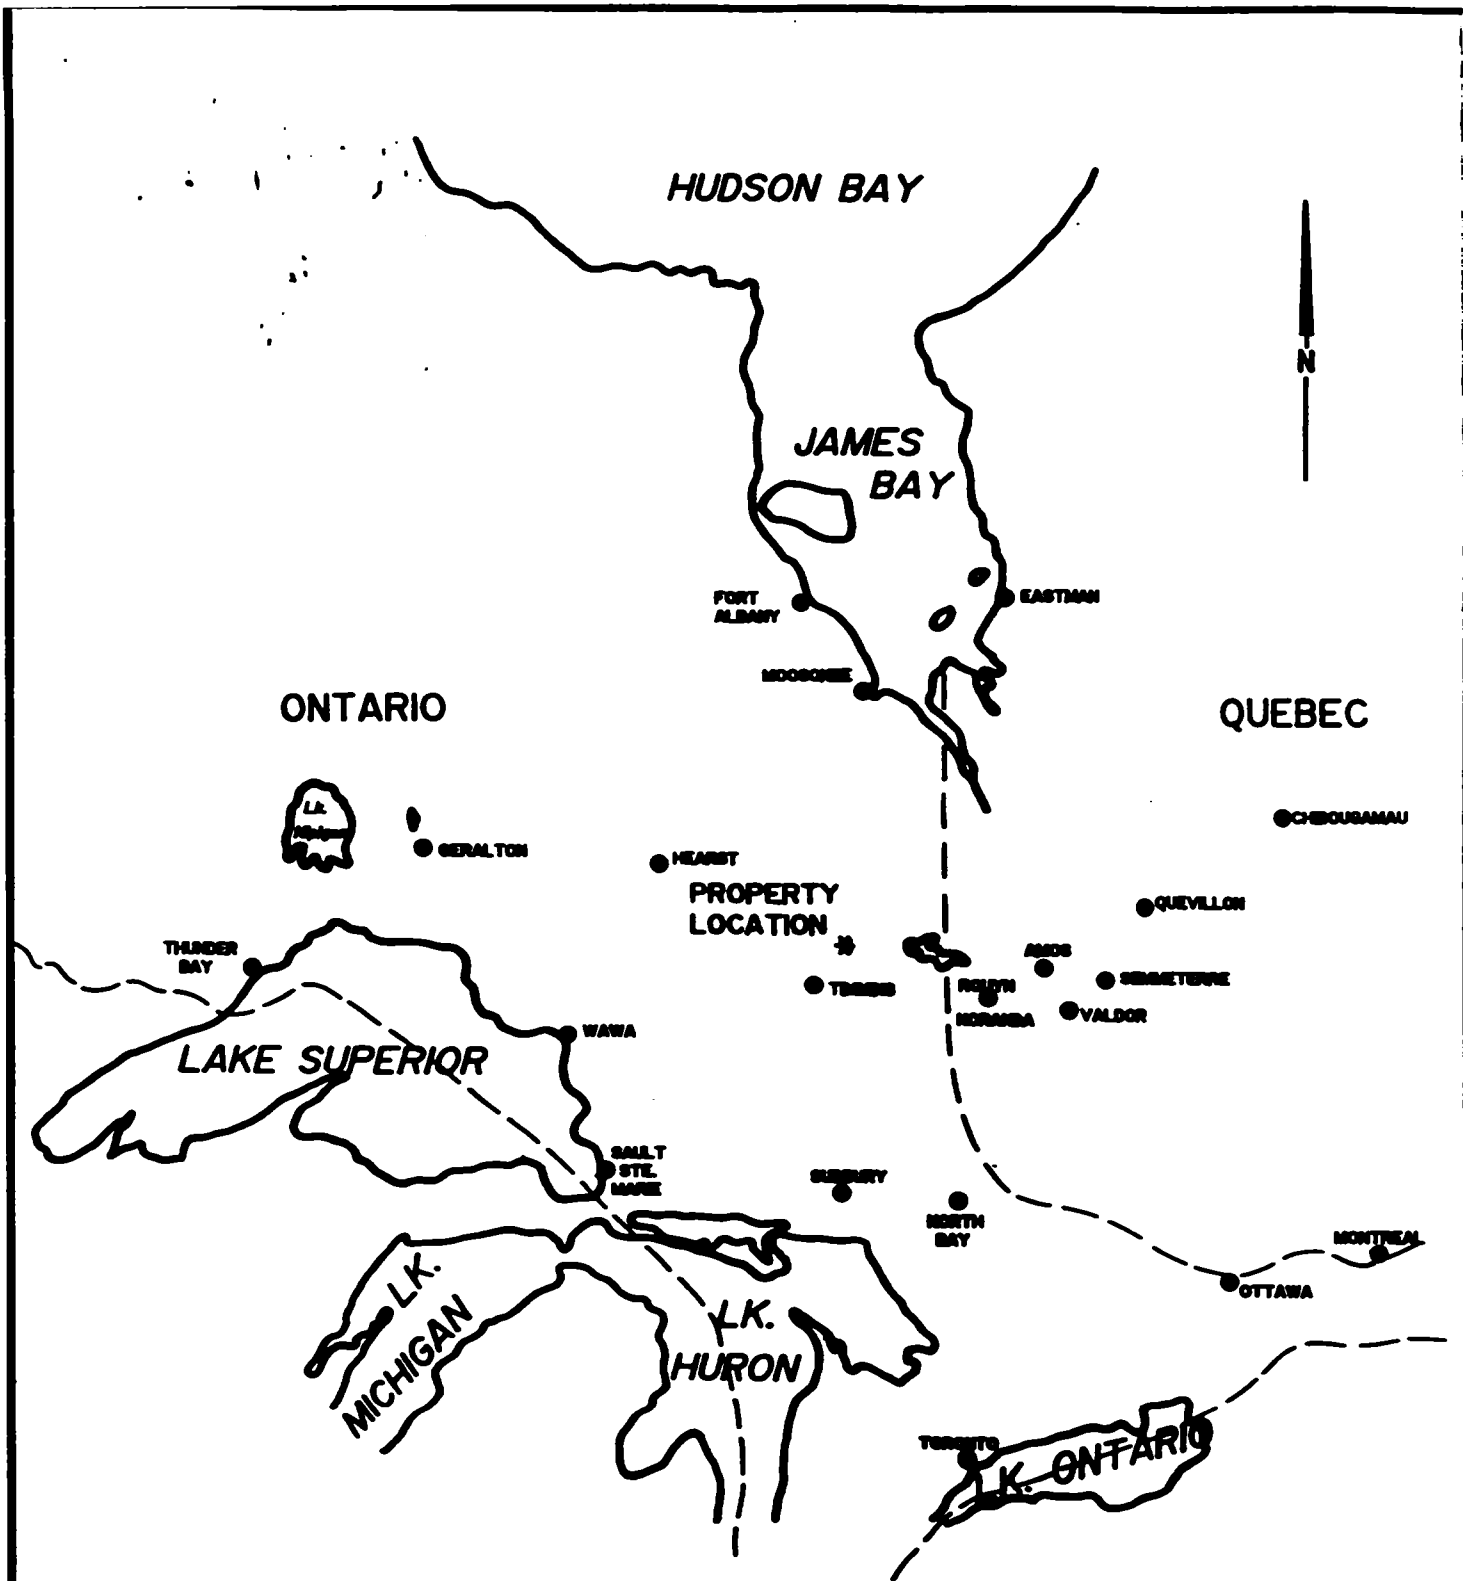 HUDSON BAY
N
JAMES
BAY
FORT
ALBANY
EASTMAN
MOOSONEE
ONTARIO
QUEBEC
Lk.
Nipigon
GERALTON
HEARST
CHIBOUGAMAU
PROPERTY
LOCATION
QUEVILLON
THUNDER
BAY
AMOS
TIMMINS
ROUYN
NORANDA
SENNETERRE
VALDOR
WAWA
LAKE SUPERIOR
SAULT
STE.
MARIE
SUDBURY
NORTH
BAY
MONTREAL
OTTAWA
LK.
MICHIGAN
LK.
HURON
TORONTO
LK. ONTARIO